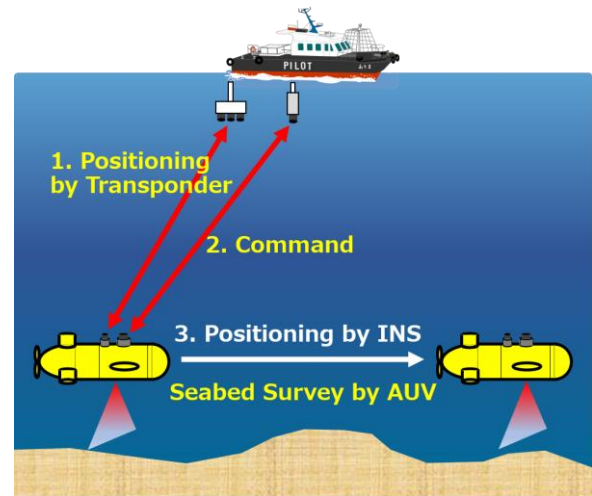 PILOT
1. Positioning
by Transponder
2. Command
3. Positioning by INS
Seabed Survey by AUV